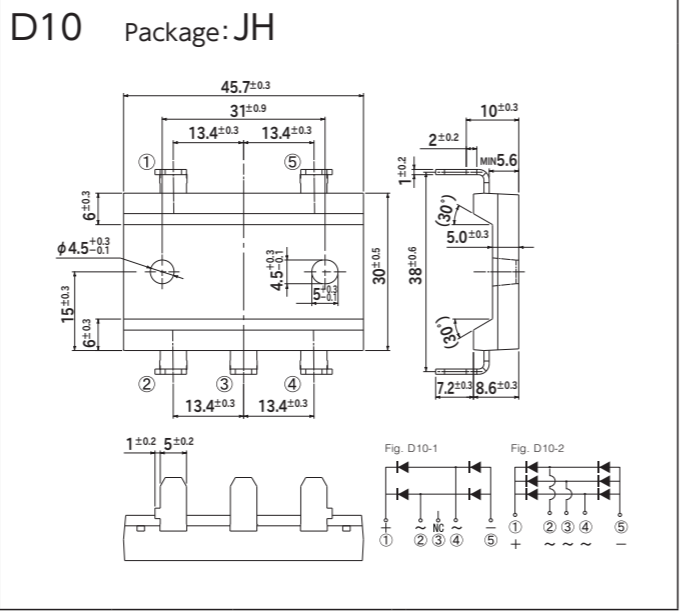 D10 Package: JH
45.7±0.3
31±0.9
13.4±0.3 13.4±0.3
① ⑤
6±0.3
φ4.5+0.3-0.1
4.5+0.3-0.1
5+0.3-0.1
30±0.5
15±0.3
6±0.3
② ③ ④
13.4±0.3 13.4±0.3
10±0.3
2±0.2
MIN5.6
1±0.2
(30°)
5.0±0.3
38±0.6
(30°)
7.2±0.3 8.6±0.3
1±0.2 5±0.2
Fig. D10-1
+ ~ NC ~ −
① ② ③ ④ ⑤
Fig. D10-2
① ② ③ ④ ⑤
+ ~ ~ ~ −